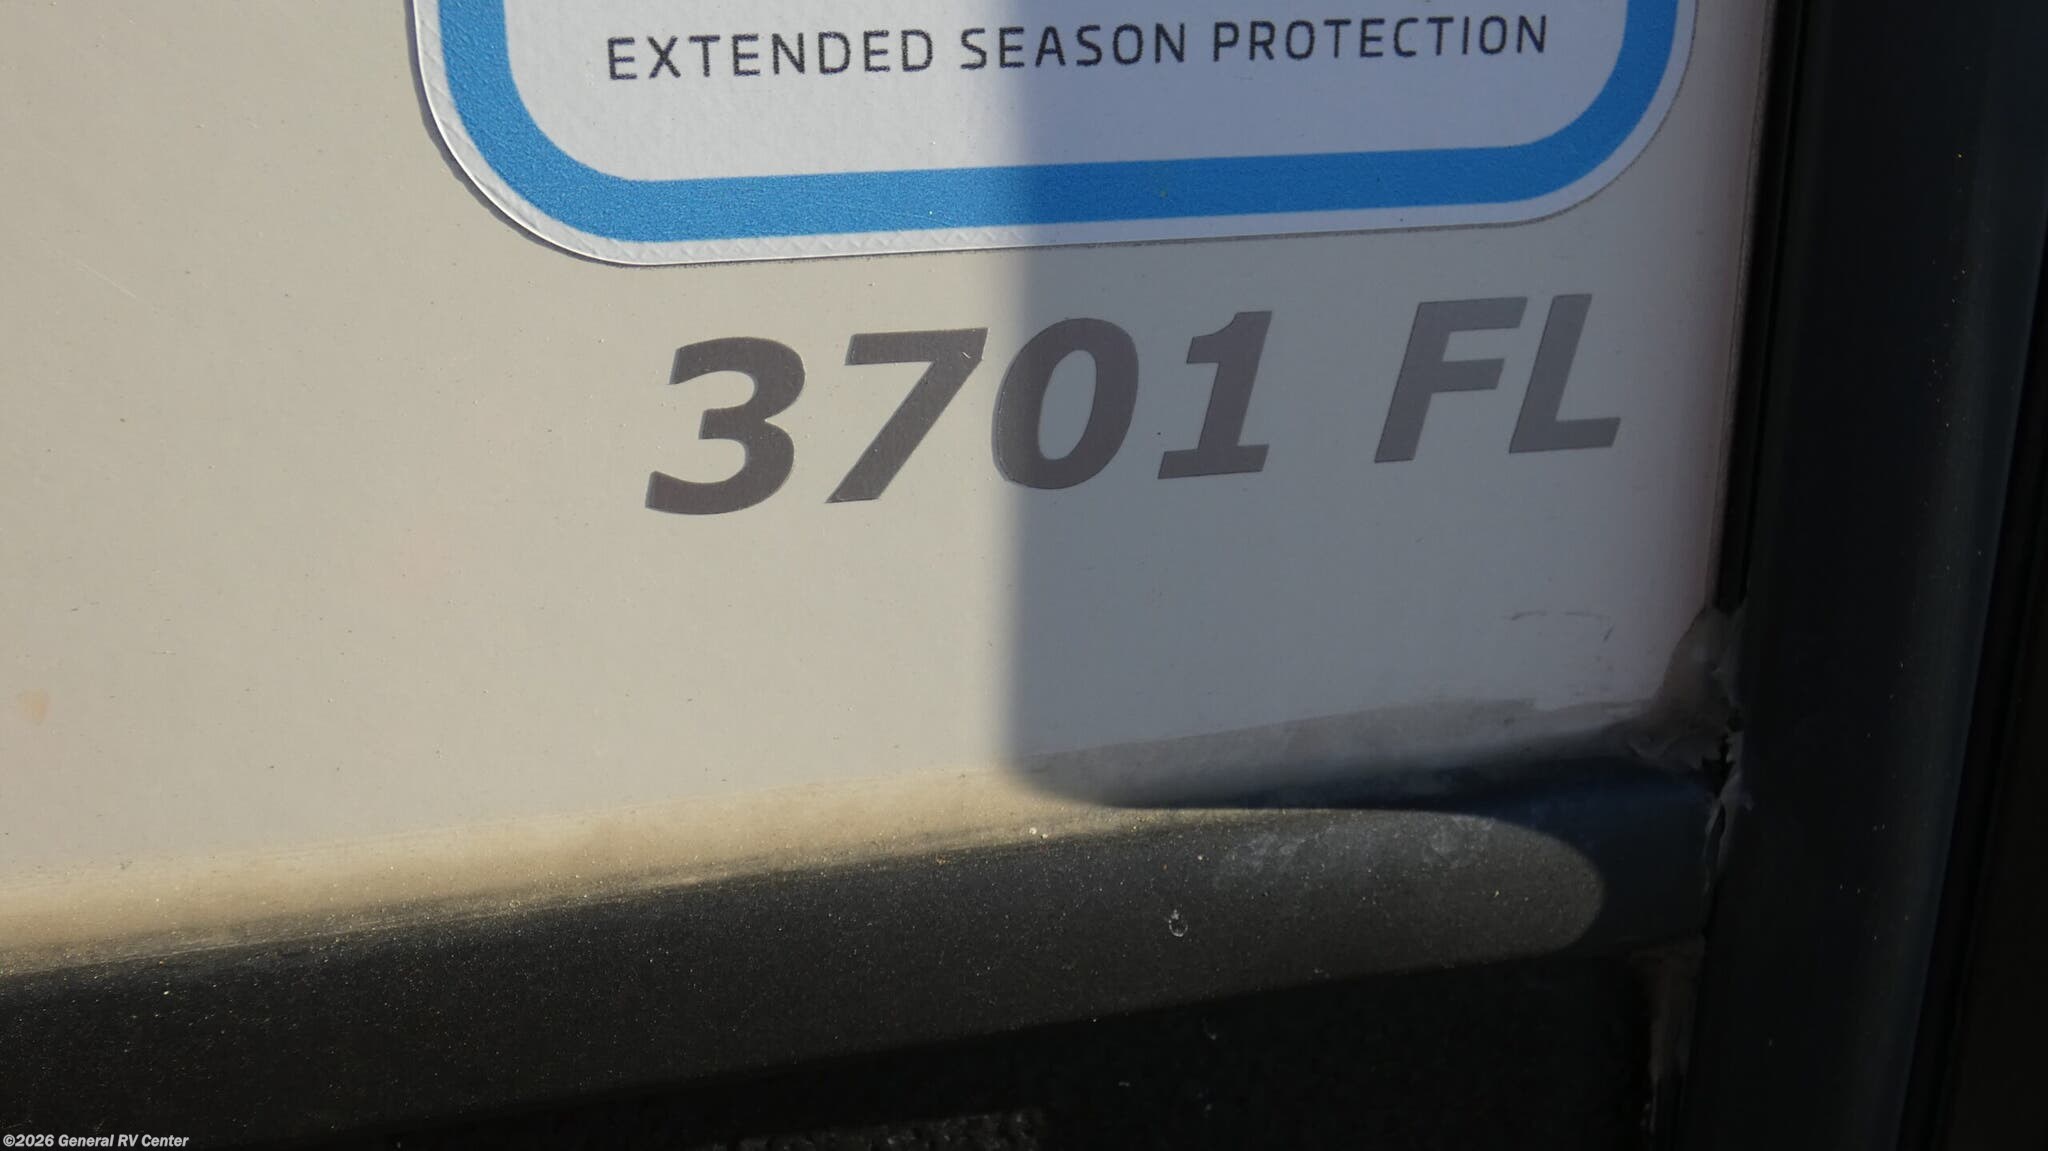 EXTENDED SEASON PROTECTION
3701 FL
©2026 General RV Center